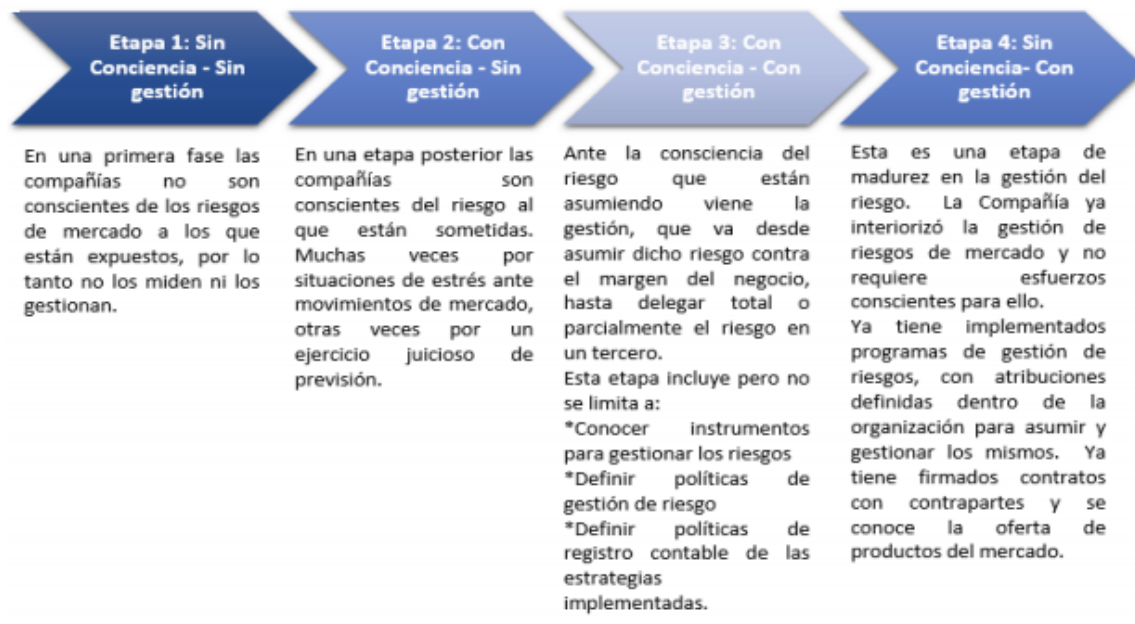 Etapa 1: Sin
Conciencia - Sin
gestión
En una primera fase las
compañías no son
conscientes de los riesgos
de mercado a los que
están expuestos, por lo
tanto no los miden ni los
gestionan.
Etapa 2: Con
Conciencia - Sin
gestión
En una etapa posterior las
compañías son
conscientes del riesgo al
que están sometidas.
Muchas veces por
situaciones de estrés ante
movimientos de mercado,
otras veces por un
ejercicio juicioso de
previsión.
Etapa 3: Con
Conciencia - Con
gestión
Ante la consciencia del
riesgo que están
asumiendo viene la
gestión, que va desde
asumir dicho riesgo contra
el margen del negocio,
hasta delegar total o
parcialmente el riesgo en
un tercero.
Esta etapa incluye pero no
se limita a:
*Conocer instrumentos
para gestionar los riesgos
*Definir políticas de
gestión de riesgo
*Definir políticas de
registro contable de las
estrategias
implementadas.
Etapa 4: Sin
Conciencia- Con
gestión
Esta es una etapa de
madurez en la gestión del
riesgo. La Compañía ya
interiorizó la gestión de
riesgos de mercado y no
requiere esfuerzos
conscientes para ello.
Ya tiene implementados
programas de gestión de
riesgos, con atribuciones
definidas dentro de la
organización para asumir y
gestionar los mismos. Ya
tiene firmados contratos
con contrapartes y se
conoce la oferta de
productos del mercado.